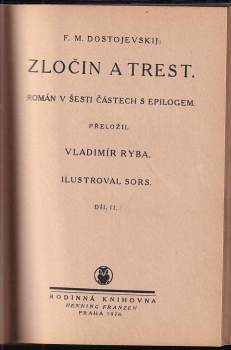 F. M. DOSTOJEVSKIJ:
ZLOČIN A TREST.
ROMÁN V ŠESTI ČÁSTECH S EPILOGEM.
PŘELOŽIL
VLADIMÍR RYBA.
ILUSTROVAL SORS.
DÍL II.
RODINNÁ KNIHOVNA
HENNING FRANZEN
PRAHA